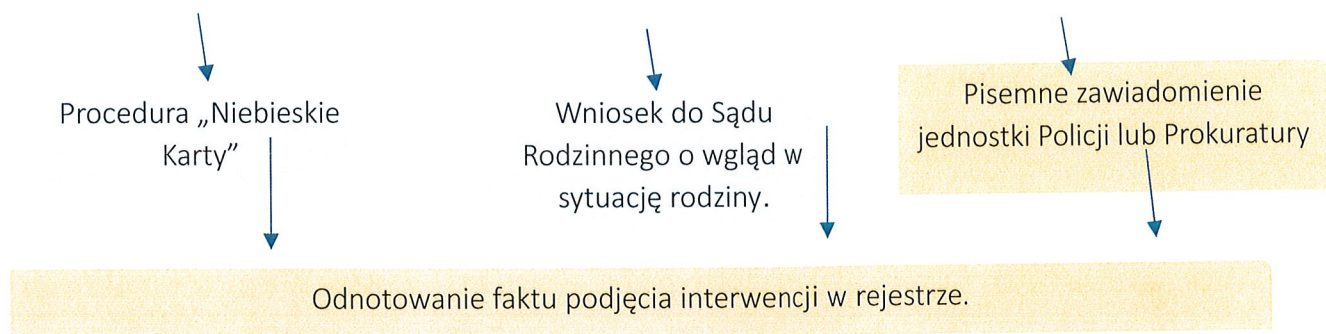 Procedura „Niebieskie
Karty”
Wniosek do Sądu
Rodzinnego o wgląd w
sytuację rodziny.
Pisemne zawiadomienie
jednostki Policji lub Prokuratury
Odnotowanie faktu podjęcia interwencji w rejestrze.